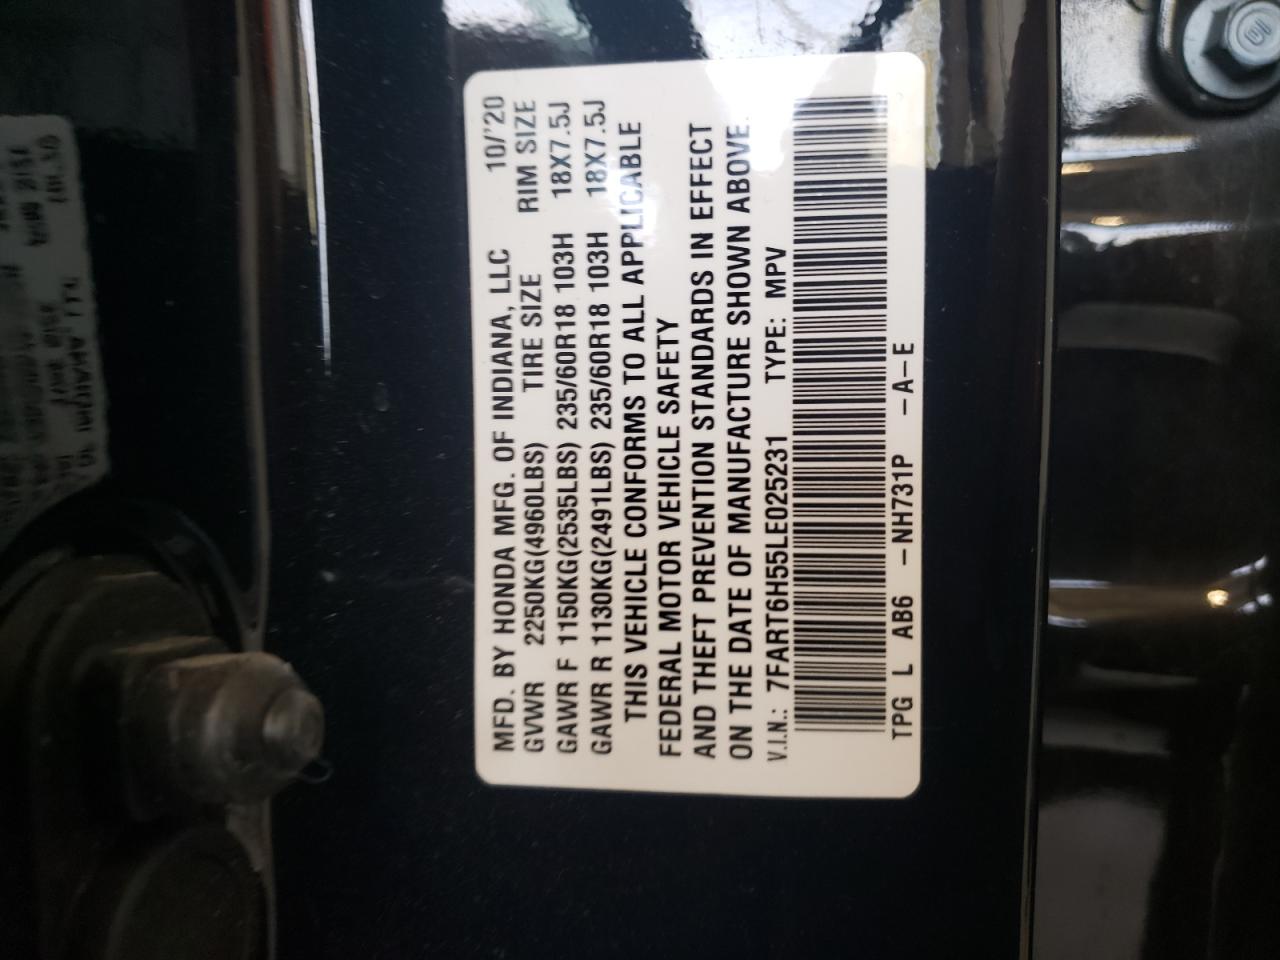 MFD. BY HONDA MFG. OF INDIANA, LLC 10/'20
GVWR 2250KG(4960LBS) TIRE SIZE RIM SIZE
GAWR F 1150KG(2535LBS) 235/60R18 103H 18X7.5J
GAWR R 1130KG(2491LBS) 235/60R18 103H 18X7.5J
THIS VEHICLE CONFORMS TO ALL APPLICABLE
FEDERAL MOTOR VEHICLE SAFETY
AND THEFT PREVENTION STANDARDS IN EFFECT
ON THE DATE OF MANUFACTURE SHOWN ABOVE.
V.I.N.: 7FART6H55LE025231 TYPE: MPV
TPG L AB6 -NH731P -A-E